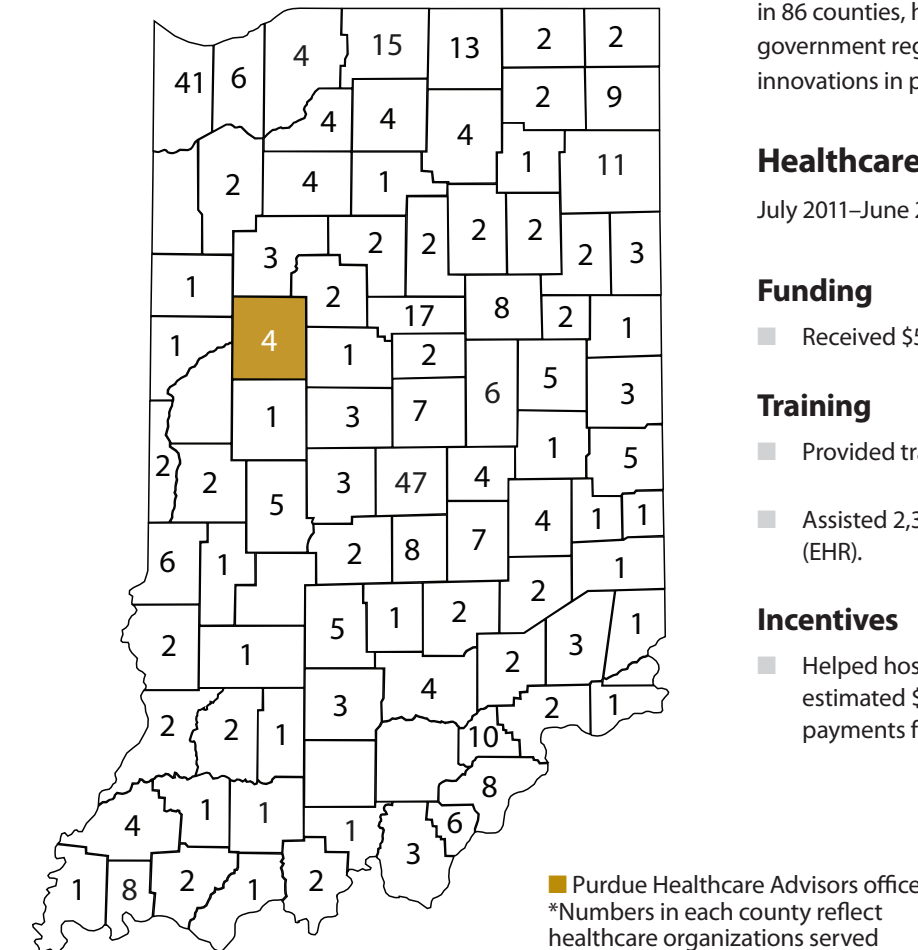 in 86 counties, h
government reg
innovations in p
Healthcare
July 2011–June 2
Funding
Received $5
Training
Provided tra
Assisted 2,3
(EHR).
Incentives
Helped hos
estimated $
payments f
4 15 13 2 2
41 6
2 9
4 4 4
1 11
2 4 1
3 2 2 2 2 2 3
1 2
17 8 2 1
4
1 1 2
5
6 3
1 3 7
1 5
2 2 3 47 4
5
4 1 1
6 1 2 8 7
1
2
5 1 2
2 1 3 1
2
4
3
2 1
2 2 1
10
8
4 1 1 1 6
3
1 8 2 1 2
Purdue Healthcare Advisors office
*Numbers in each county reflect
healthcare organizations served